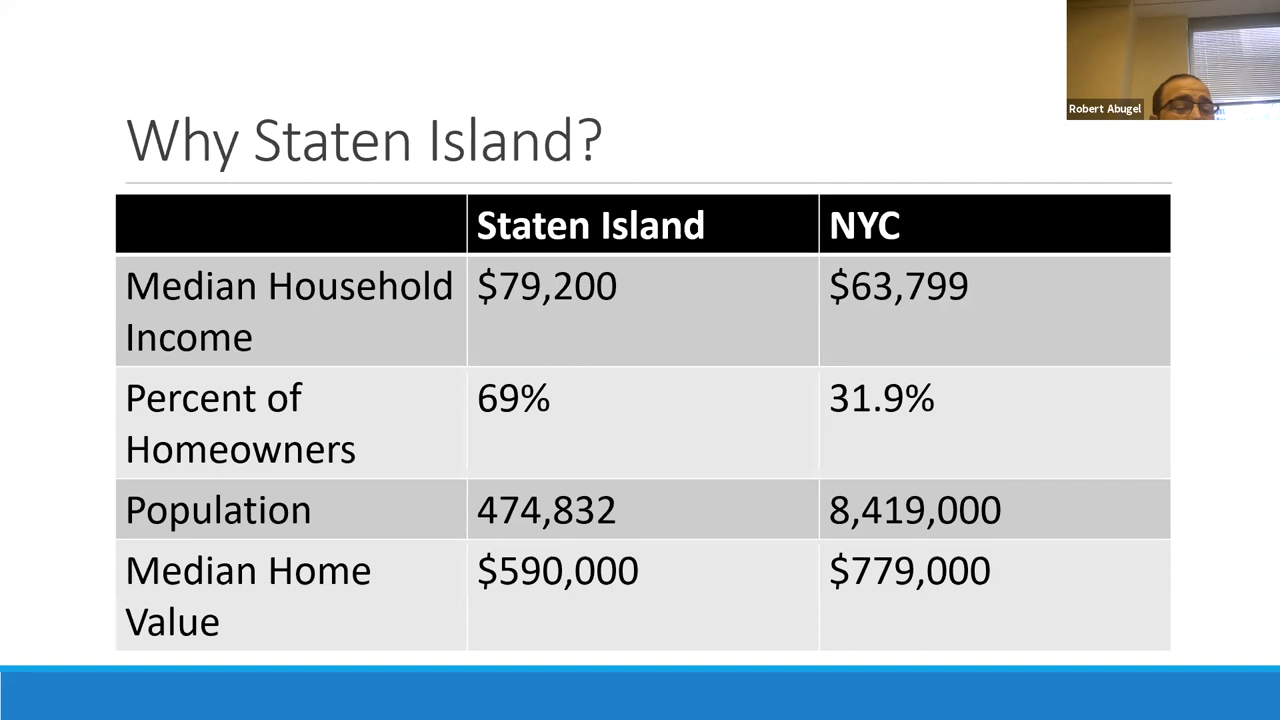 Robert Abugel
Why Staten Island?
Staten Island NYC
Median Household $79,200 $63,799
Income
Percent of 69% 31.9%
Homeowners
Population 474,832 8,419,000
Median Home $590,000 $779,000
Value